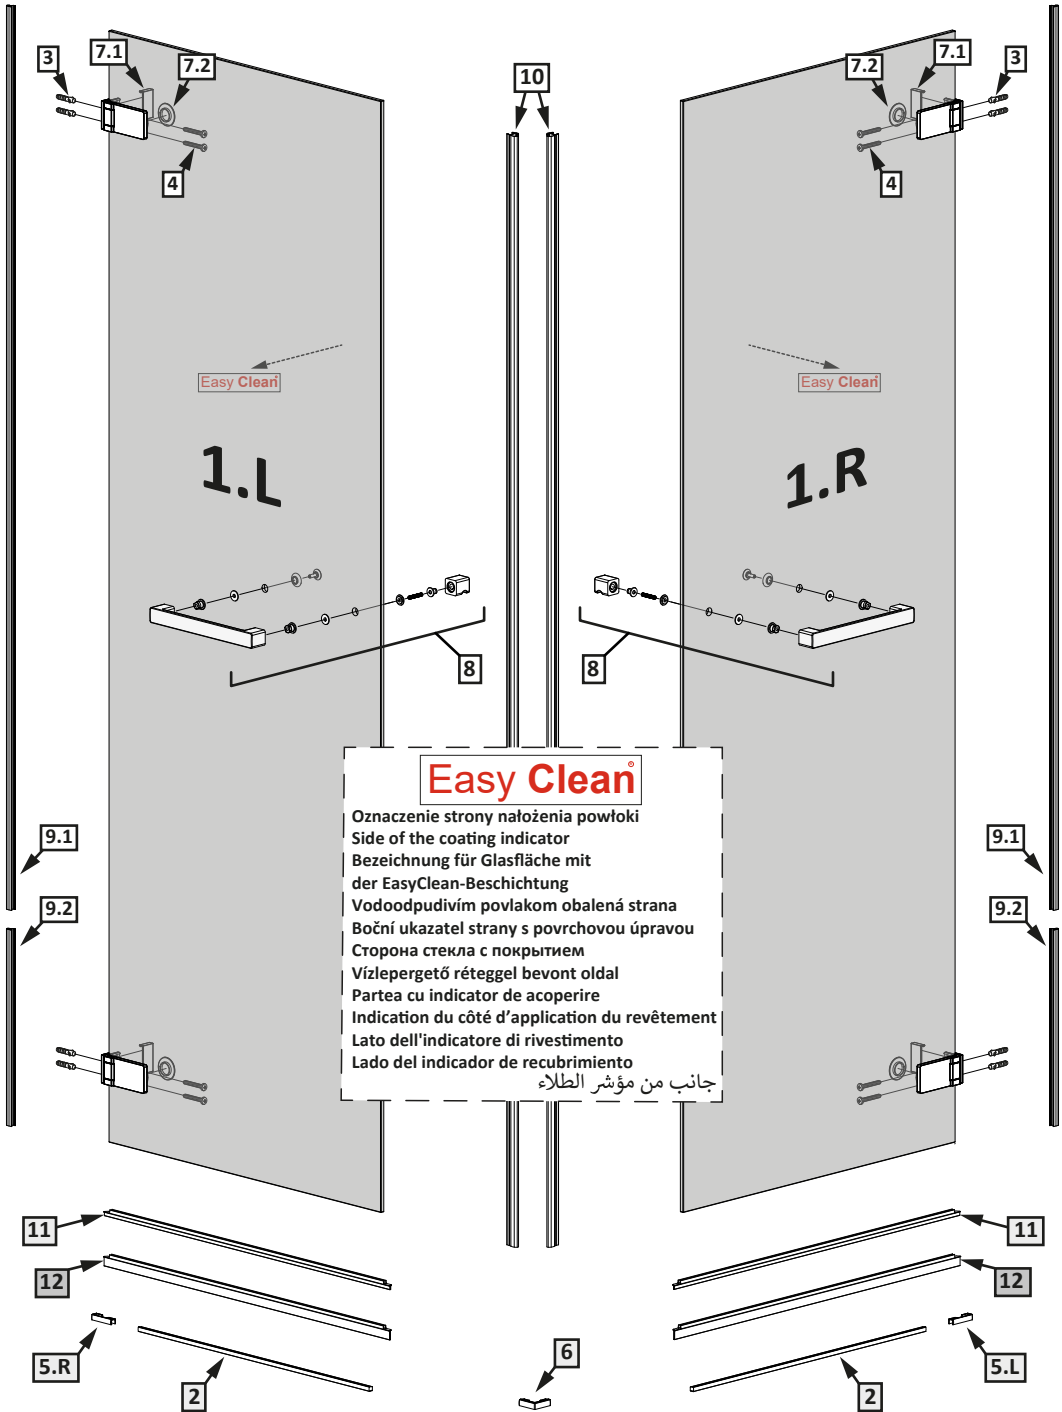 3
7.1
7.2
10
7.2
7.1
3
4
4
Easy Clean
Easy Clean
1.L
1.R
8
8
Easy Clean®
Oznaczenie strony nałożenia powłoki
Side of the coating indicator
Bezeichnung für Glasfläche mit
der EasyClean-Beschichtung
Vodoodpudivím povlakom obalená strana
Boční ukazatel strany s povrchovou úpravou
Сторона стекла с покрытием
Vízlepergető réteggel bevont oldal
Partea cu indicator de acoperire
Indication du côté d’application du revêtement
Lato dell'indicatore di rivestimento
Lado del indicador de recubrimiento
جانب من مؤشر الطلاء
9.1
9.1
9.2
9.2
11
11
12
12
5.R
2
6
2
5.L